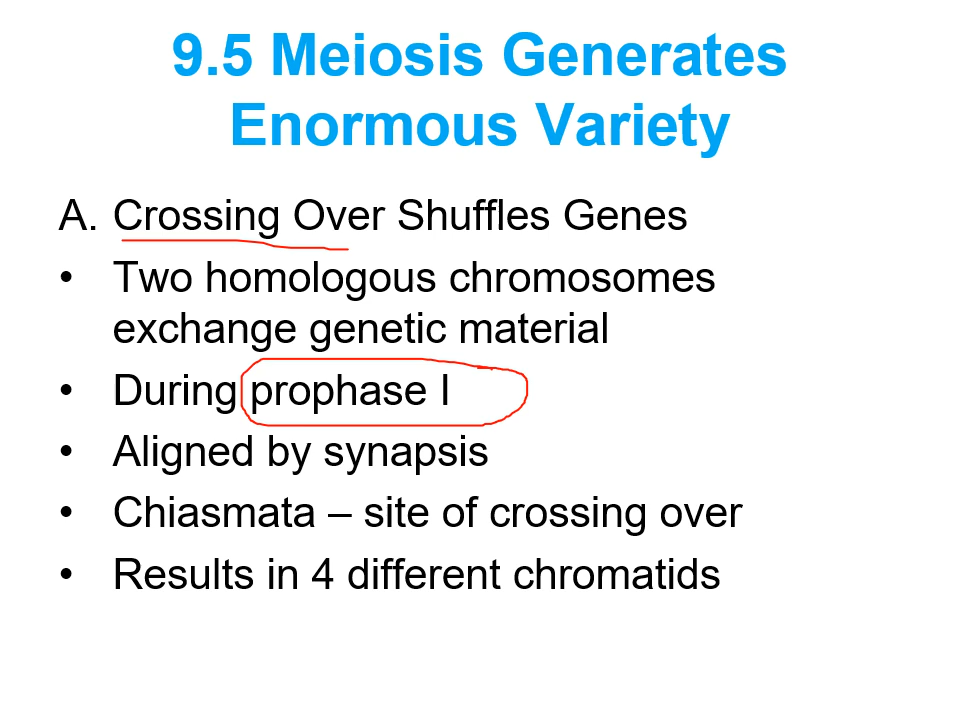 9.5 Meiosis Generates
Enormous Variety
A. Crossing Over Shuffles Genes
• Two homologous chromosomes
exchange genetic material
• During prophase I
• Aligned by synapsis
• Chiasmata – site of crossing over
• Results in 4 different chromatids